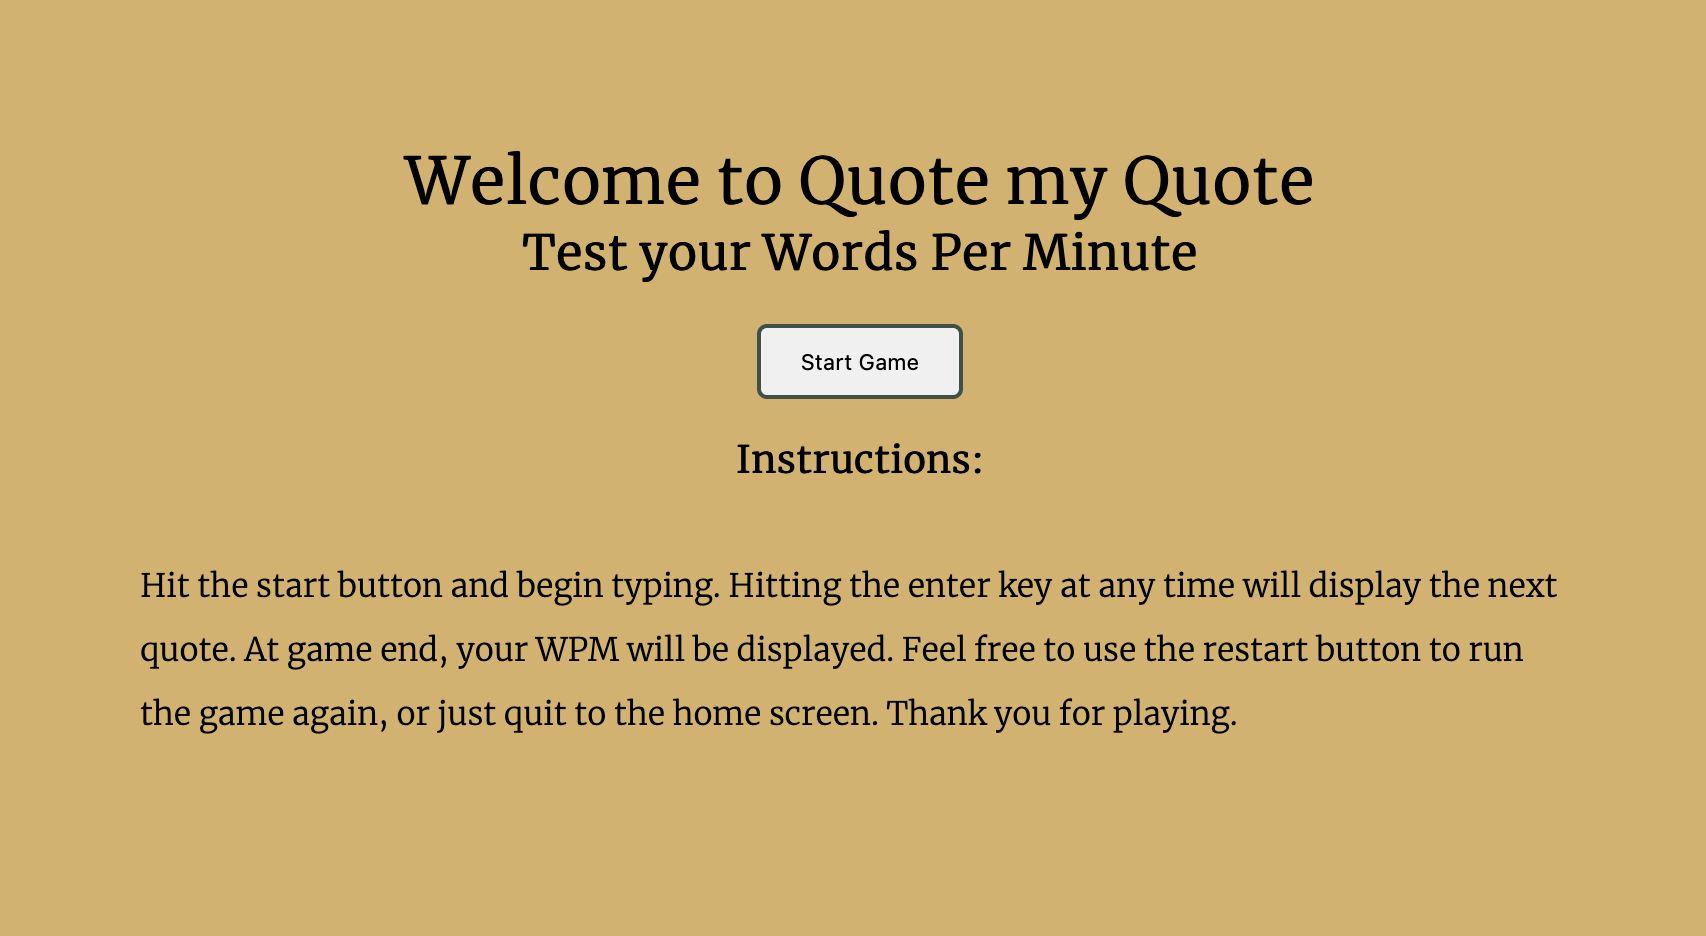 Welcome to Quote my Quote
Test your Words Per Minute
Start Game
Instructions:
Hit the start button and begin typing. Hitting the enter key at any time will display the next
quote. At game end, your WPM will be displayed. Feel free to use the restart button to run
the game again, or just quit to the home screen. Thank you for playing.